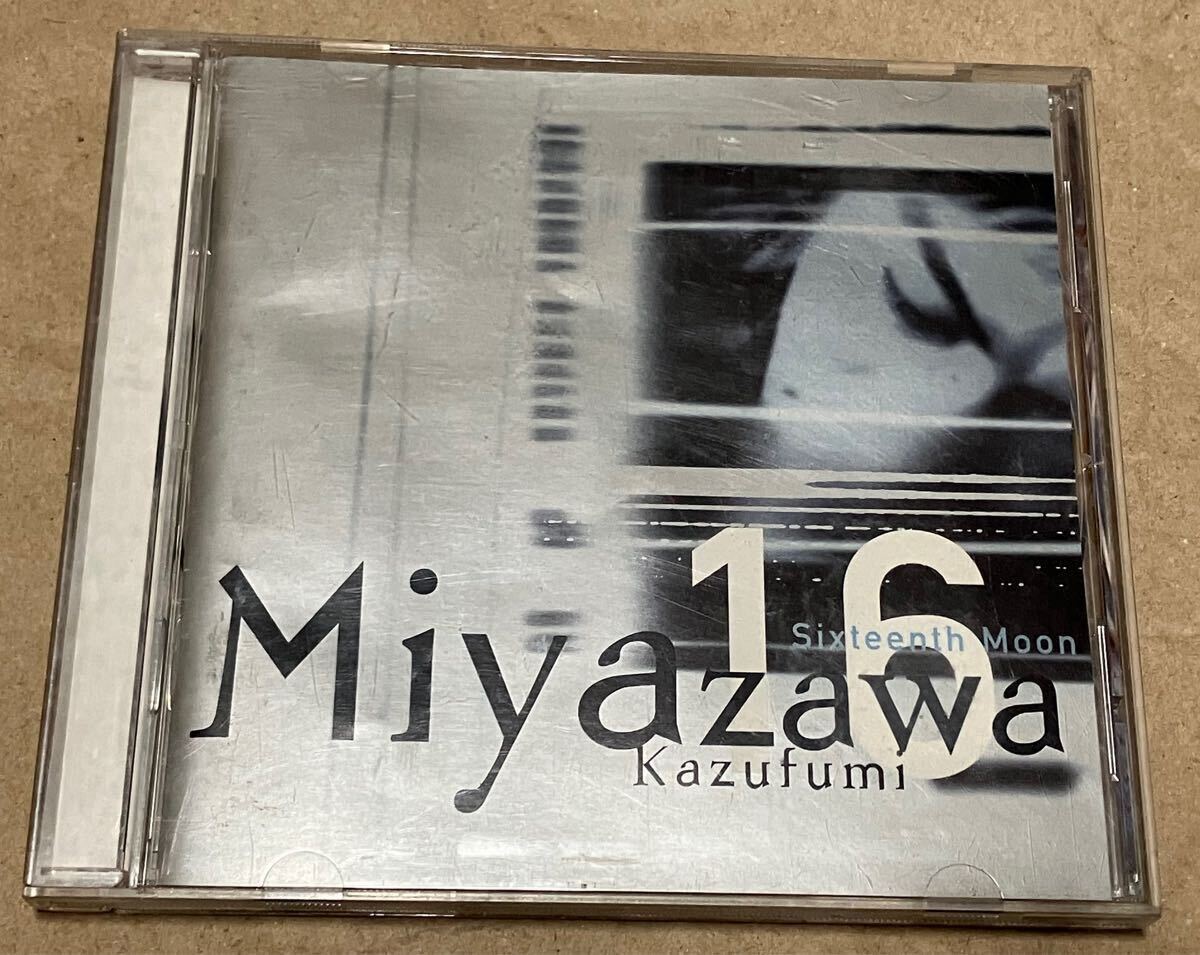 16
Sixteenth Moon
Miyazawa
Kazufumi